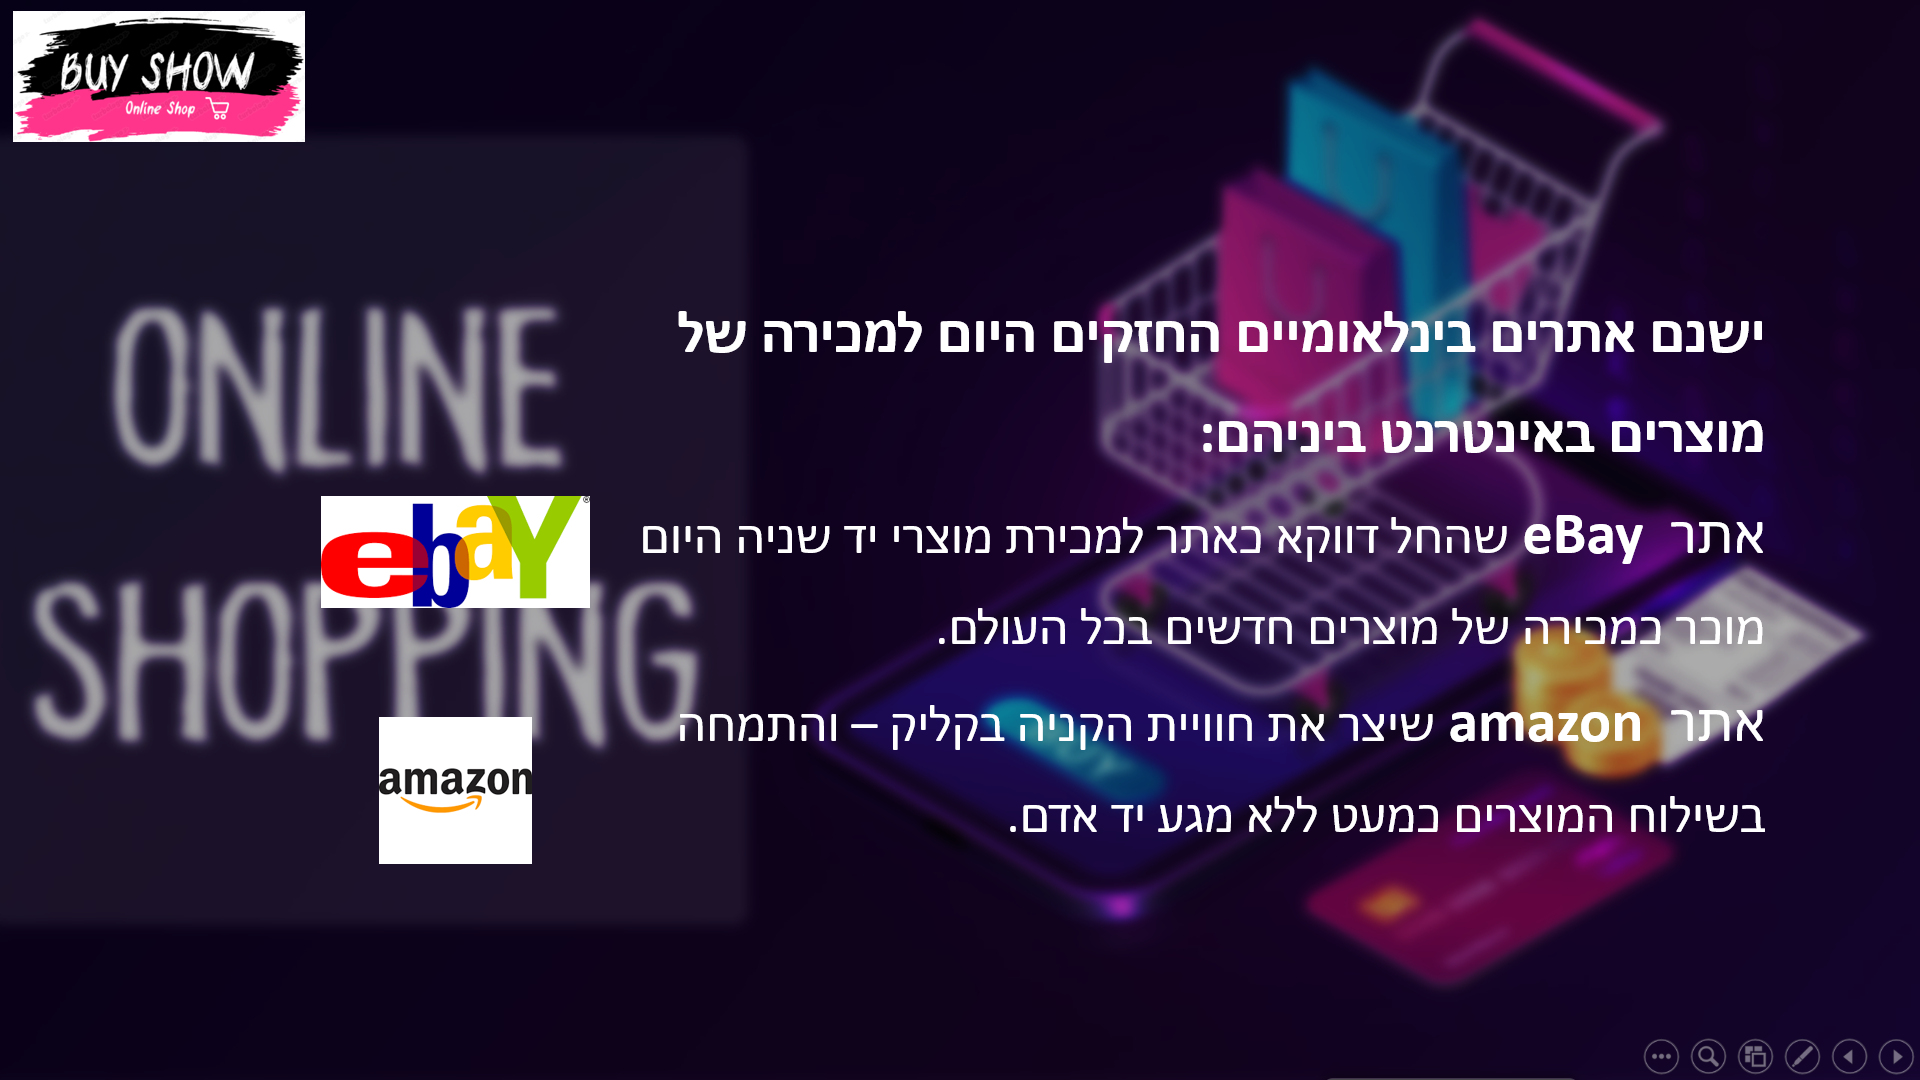 BUY SHOW
Online Shop
ONLINE
SHOPPING
ישנם אתרים בינלאומיים החזקים היום למכירה של
מוצרים באינטרנט ביניהם:
אתר eBay שהחל דווקא כאתר למכירת מוצרי יד שניה היום
מוכר כמכירה של מוצרים חדשים בכל העולם.
ebaY®
אתר amazon שיצר את חוויית הקניה בקליק – והתמחה
בשילוח המוצרים כמעט ללא מגע יד אדם.
amazon
BUY